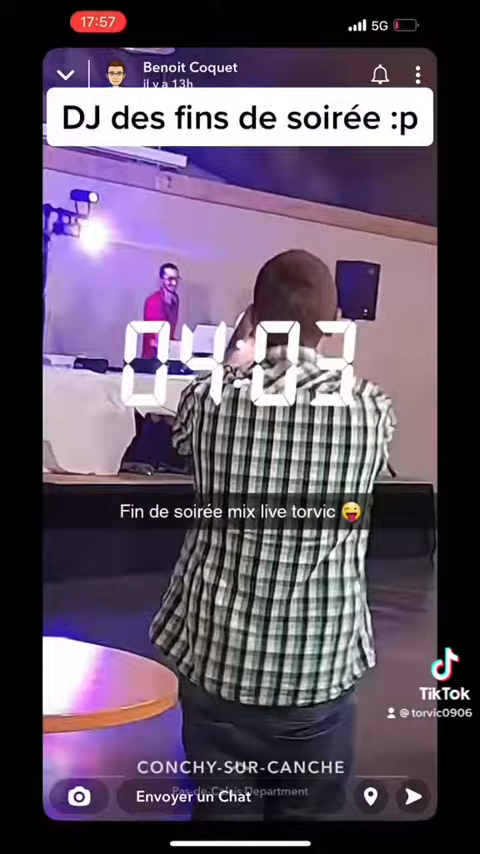 17:57
5G
Benoit Coquet
il y a 13h
DJ des fins de soirée :p
04:03
Fin de soirée mix live torvic 😜
TikTok
@torvic0906
CONCHY-SUR-CANCHE
Pas-de-Calais Department
Envoyer un Chat